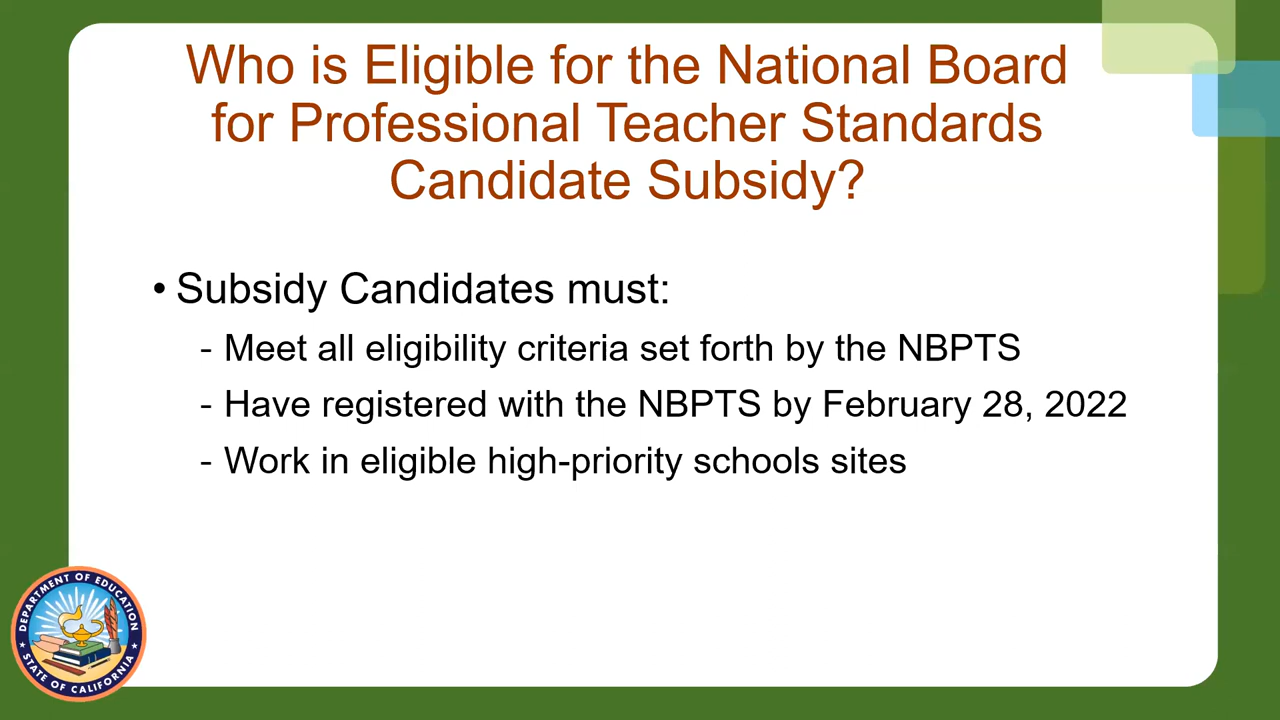 Who is Eligible for the National Board
for Professional Teacher Standards
Candidate Subsidy?
• Subsidy Candidates must:
- Meet all eligibility criteria set forth by the NBPTS
- Have registered with the NBPTS by February 28, 2022
- Work in eligible high-priority schools sites
DEPARTMENT OF EDUCATION
STATE OF CALIFORNIA